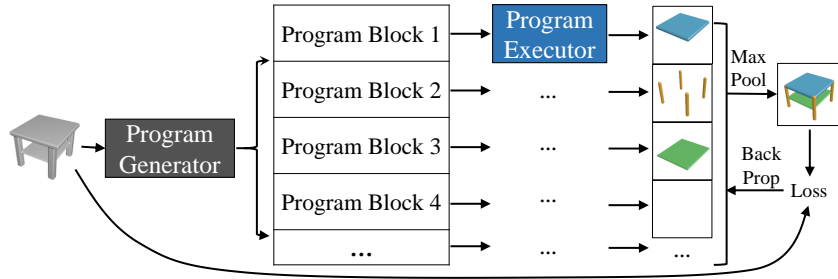 Program
Generator
Program Block 1
Program Block 2
Program Block 3
Program Block 4
...
Program
Executor
...
...
...
...
...
Max
Pool
Back
Prop
Loss